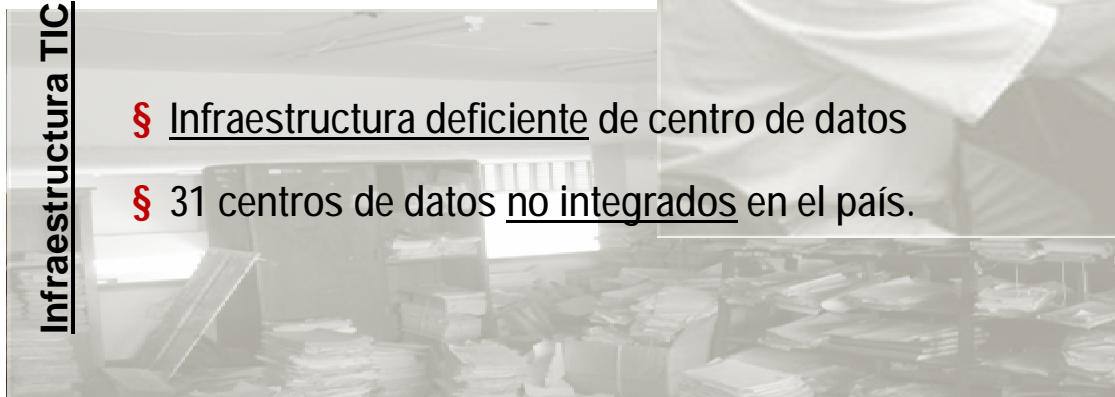 Infraestructura TIC
§ Infraestructura deficiente de centro de datos
§ 31 centros de datos no integrados en el país.